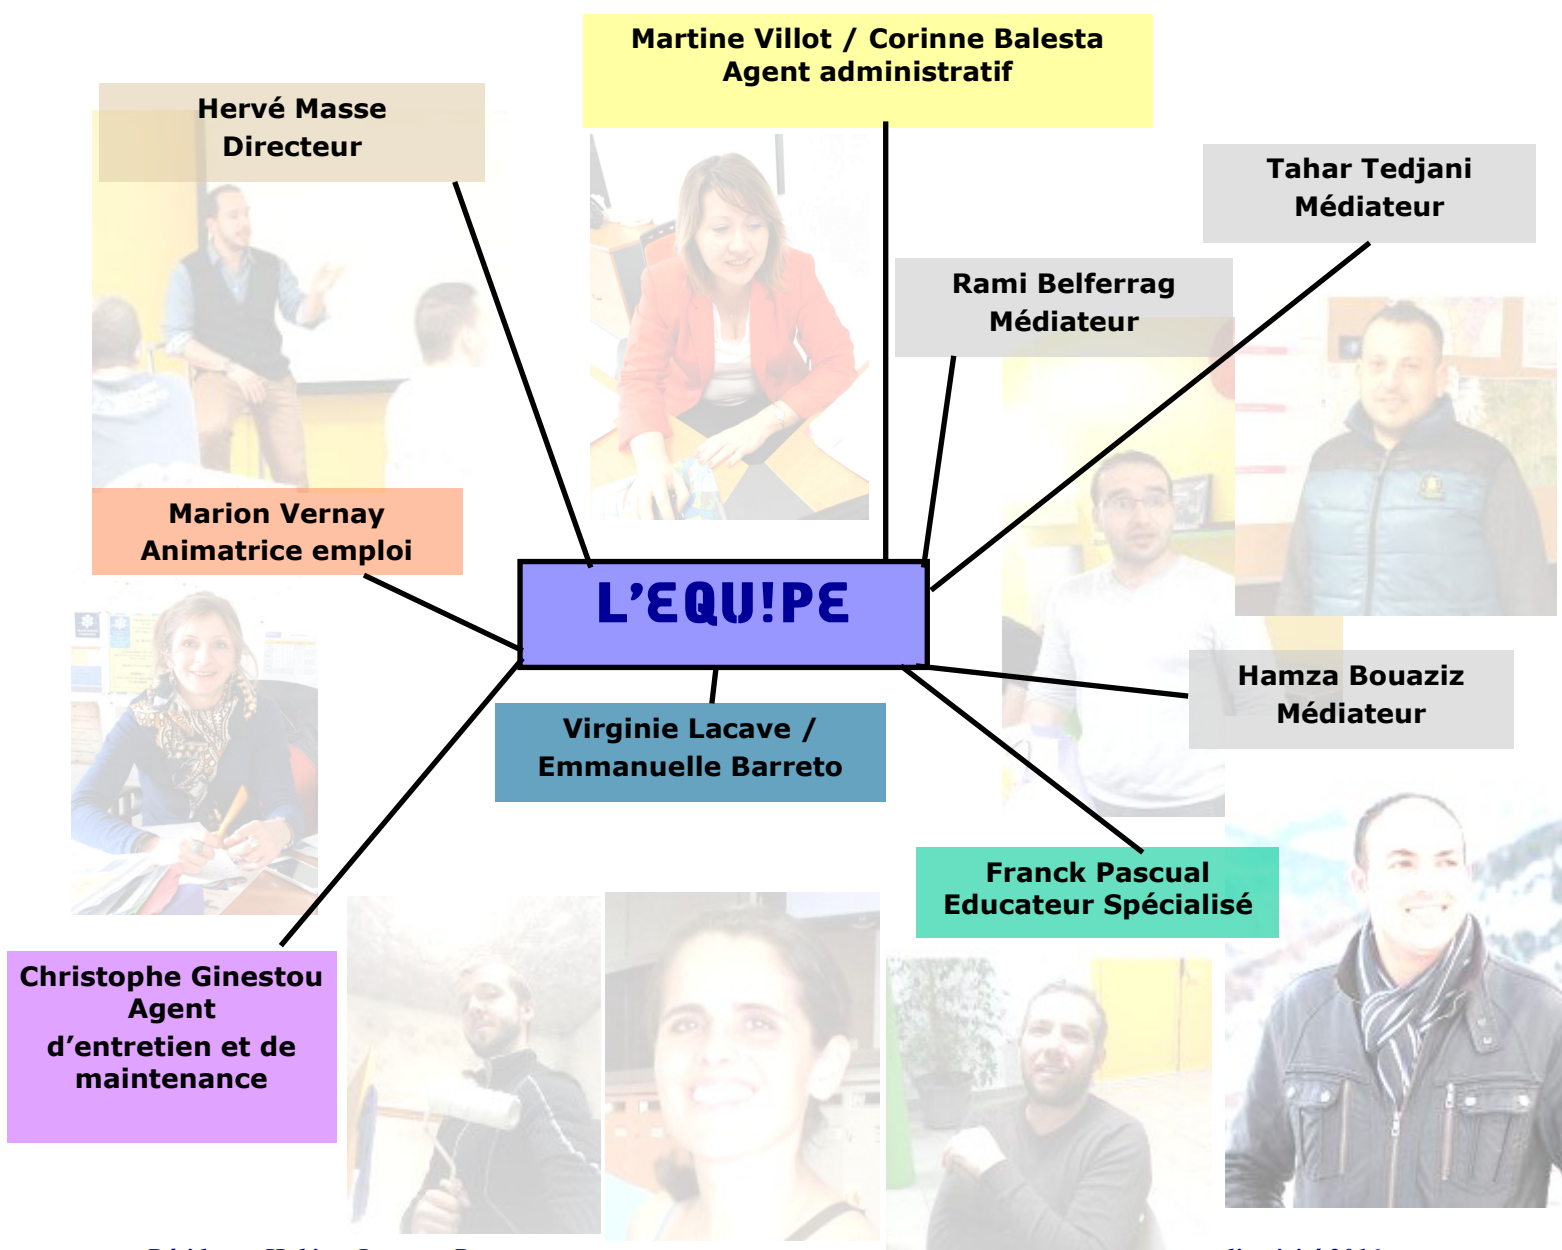 Martine Villot / Corinne Balesta
Agent administratif
Hervé Masse
Directeur
Tahar Tedjani
Médiateur
Rami Belferrag
Médiateur
Marion Vernay
Animatrice emploi
L'EQU!PE
Hamza Bouaziz
Médiateur
Virginie Lacave /
Emmanuelle Barreto
Franck Pascual
Educateur Spécialisé
Christophe Ginestou
Agent
d’entretien et de
maintenance